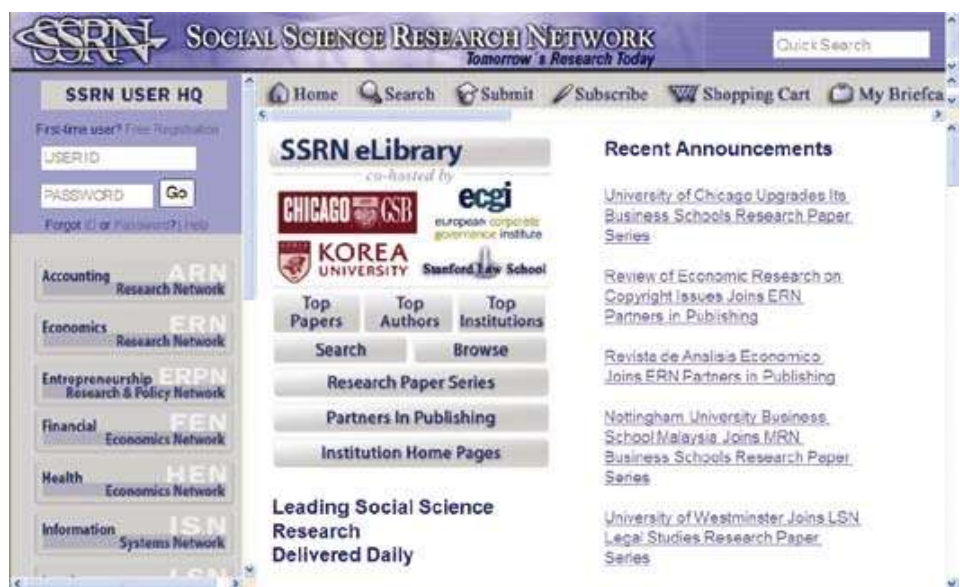 SSRN SOCIAL SCIENCE RESEARCH NETWORK
Tomorrow's Research Today
Quick Search
SSRN USER HQ
First-time user? Free Registration
USER ID
PASSWORD Go
Forgot ID or Password? | Help
Accounting ARN
Research Network
Economics ERN
Research Network
Entrepreneurship ERPN
Research & Policy Network
Financial FEN
Economics Network
Health HEN
Economics Network
Information ISN
Systems Network
Home Search Submit Subscribe Shopping Cart My Briefca
SSRN eLibrary
co-hosted by
CHICAGO GSB
ecgi
european corporate
governance institute
KOREA
UNIVERSITY
Stanford Law School
Top Papers
Top Authors
Top Institutions
Search Browse
Research Paper Series
Partners In Publishing
Institution Home Pages
Leading Social Science
Research
Delivered Daily
Recent Announcements
University of Chicago Upgrades Its
Business Schools Research Paper
Series
Review of Economic Research on
Copyright Issues Joins ERN
Partners in Publishing
Revista de Analisis Economico
Joins ERN Partners in Publishing
Nottingham University Business
School Malaysia Joins MRN
Business Schools Research Paper
Series
University of Westminster Joins LSN
Legal Studies Research Paper
Series